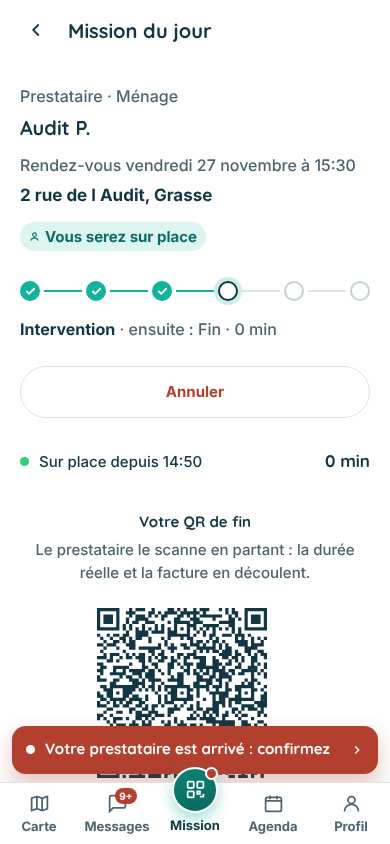 Mission du jour
Prestataire · Ménage
Audit P.
Rendez-vous vendredi 27 novembre à 15:30
2 rue de l Audit, Grasse
Vous serez sur place
Intervention · ensuite : Fin · 0 min
Annuler
Sur place depuis 14:50 0 min
Votre QR de fin
Le prestataire le scanne en partant : la durée
réelle et la facture en découlent.
Votre prestataire est arrivé : confirmez
9+
Carte Messages Mission Agenda Profil